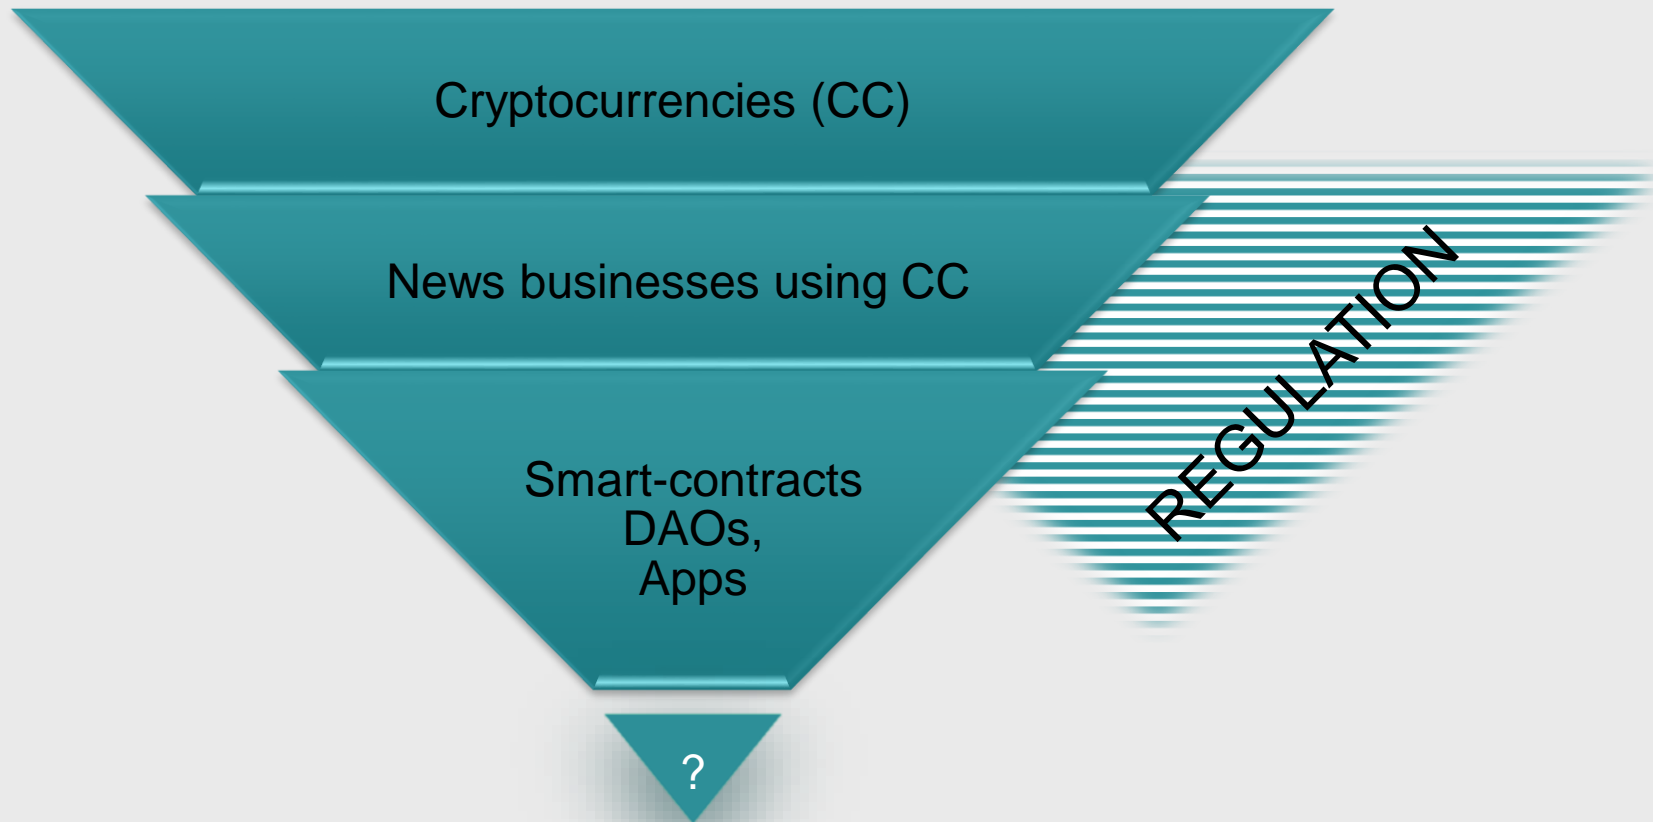 Cryptocurrencies (CC)
News businesses using CC
REGULATION
Smart-contracts
DAOs,
Apps
?